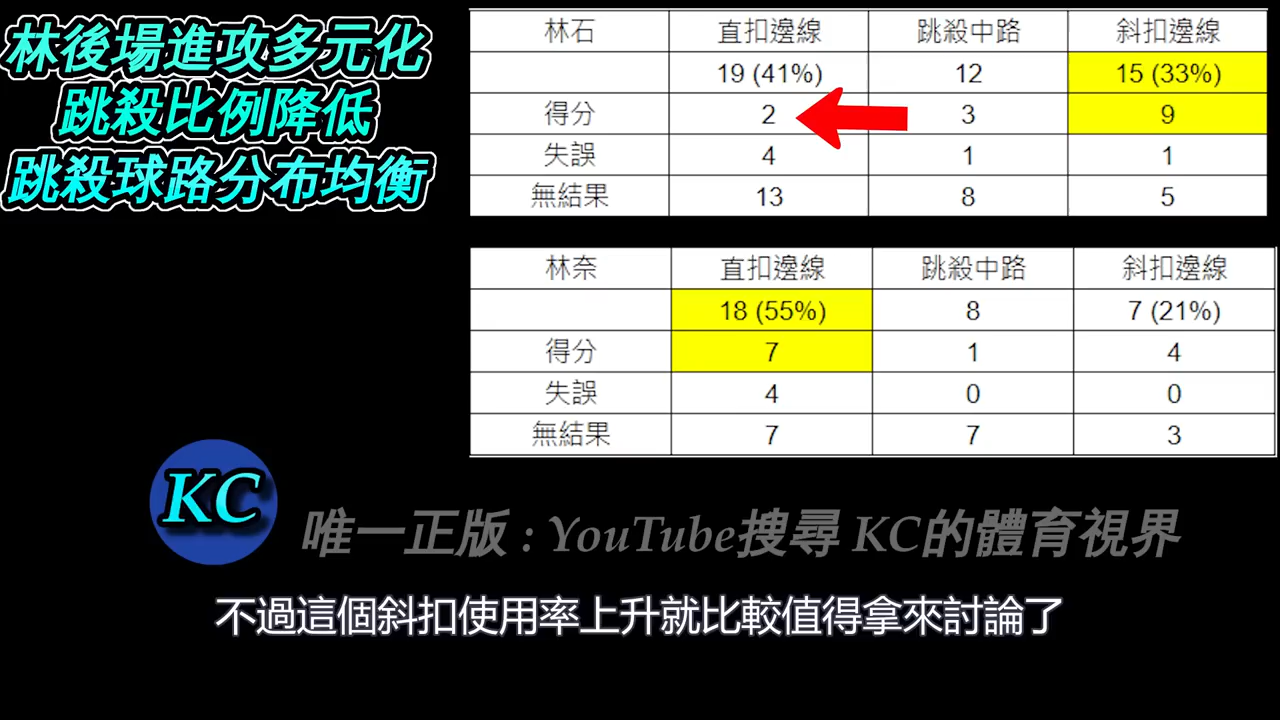 林後場進攻多元化
跳殺比例降低
跳殺球路分布均衡
林石 直扣邊線 跳殺中路 斜扣邊線
19 (41%) 12 15 (33%)
得分 2 3 9
失誤 4 1 1
無結果 13 8 5
林奈 直扣邊線 跳殺中路 斜扣邊線
18 (55%) 8 7 (21%)
得分 7 1 4
失誤 4 0 0
無結果 7 7 3
KC
唯一正版 : YouTube搜尋 KC的體育視界
不過這個斜扣使用率上升就比較值得拿來討論了